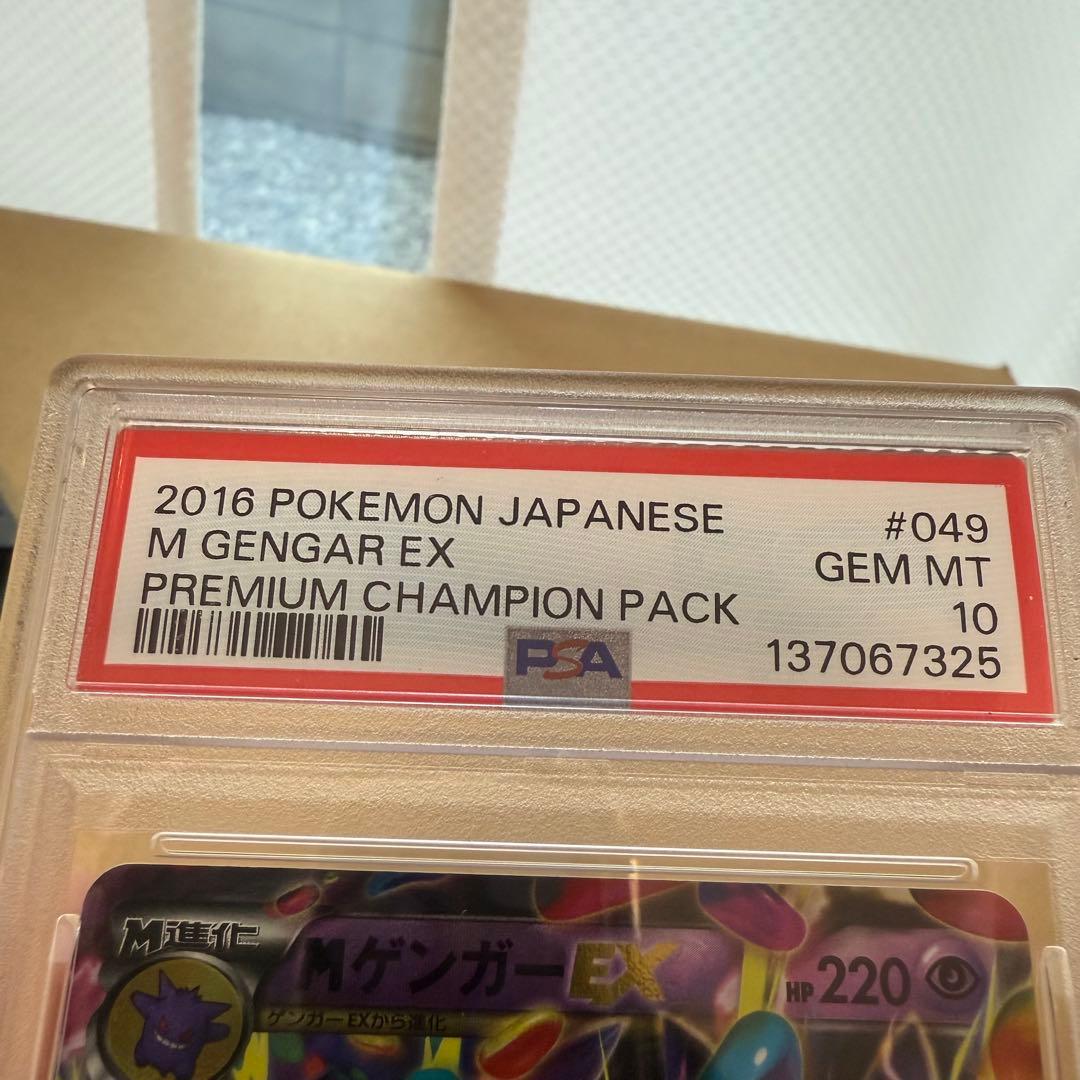 2016 POKEMON JAPANESE #049
M GENGAR EX GEM MT
PREMIUM CHAMPION PACK 10
PSA 137067325
M進化
MゲンガーEX HP 220
ゲンガーEXから進化